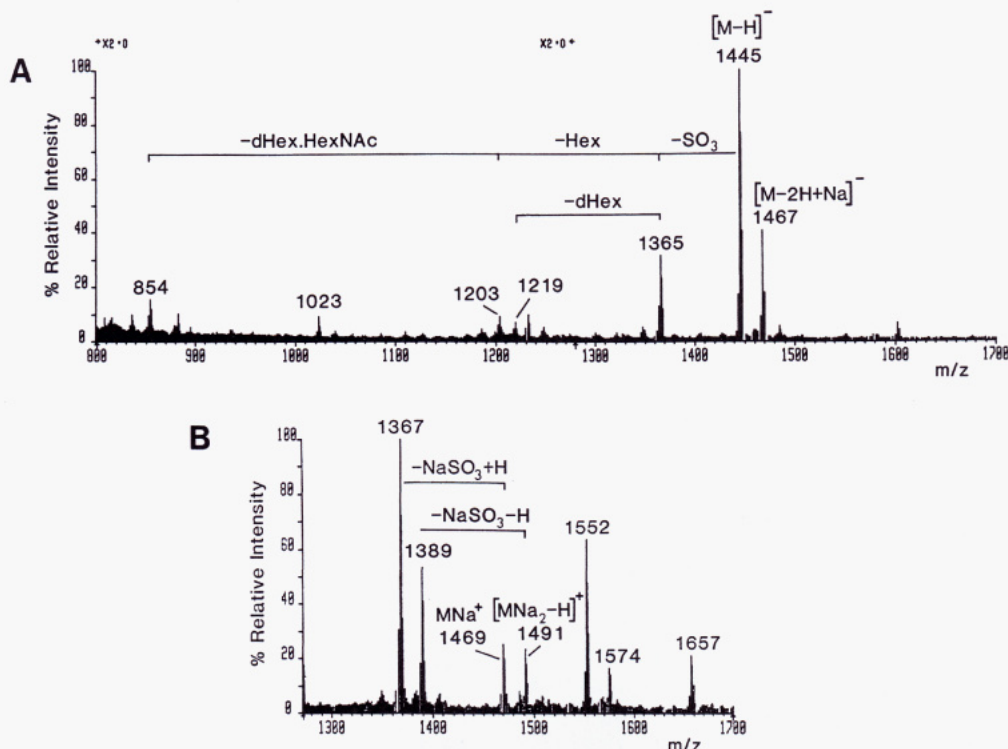 +X2·0
X2·0+
[M−H]⁻
1445
A
100
80
60
40
20
0
% Relative Intensity
−dHex.HexNAc
−Hex
−SO₃
−dHex
[M−2H+Na]⁻
1467
1365
854
1023
1203
1219
800
900
1000
1100
1200
1300
1400
1500
1600
1700
m/z
B
100
80
60
40
20
0
% Relative Intensity
1367
−NaSO₃+H
−NaSO₃−H
1389
1552
MNa⁺
[MNa₂−H]⁺
1469
1491
1574
1657
1300
1400
1500
1600
1700
m/z